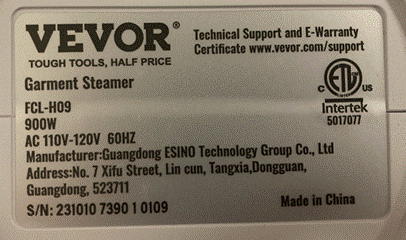 VEVOR®
TOUGH TOOLS, HALF PRICE
Technical Support and E-Warranty
Certificate www.vevor.com/support
Garment Steamer
FCL-H09
900W
AC 110V-120V 60HZ
Manufacturer:Guangdong ESINO Technology Group Co., Ltd
Address:No. 7 Xifu Street, Lin cun, Tangxia,Dongguan,
Guangdong, 523711
S/N: 231010 7390 1 0109
C ETL US
Intertek
5017077
Made in China